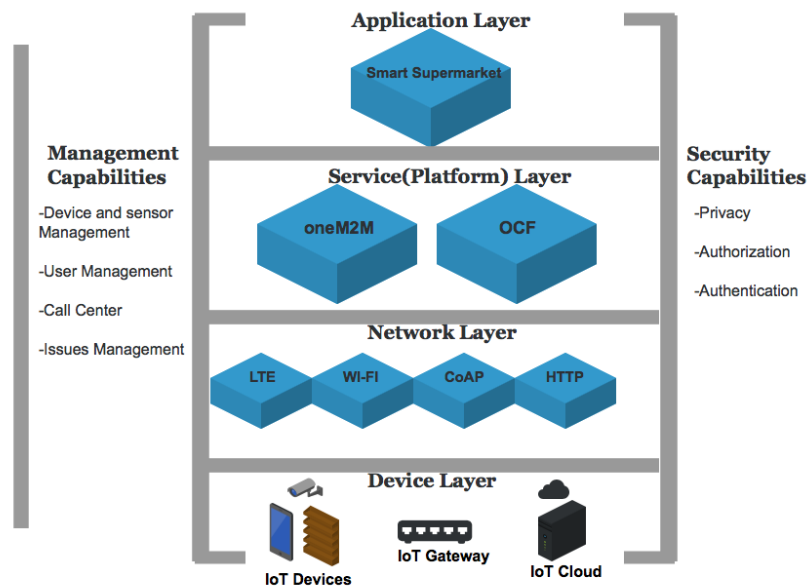 Application Layer
Smart Supermarket
Management
Capabilities
-Device and sensor
Management
-User Management
-Call Center
-Issues Management
Service(Platform) Layer
oneM2M
OCF
Security
Capabilities
-Privacy
-Authorization
-Authentication
Network Layer
LTE
WI-FI
CoAP
HTTP
Device Layer
IoT Devices
IoT Gateway
IoT Cloud